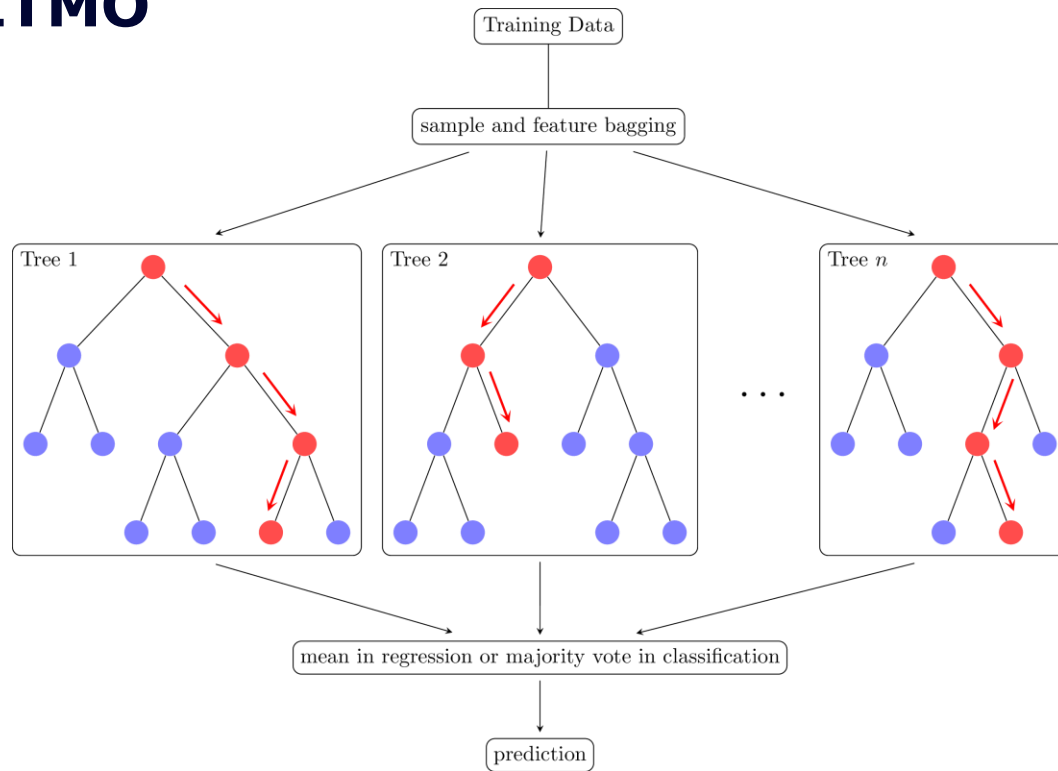 Training Data
sample and feature bagging
Tree 1
Tree 2
Tree n
. . .
mean in regression or majority vote in classification
prediction